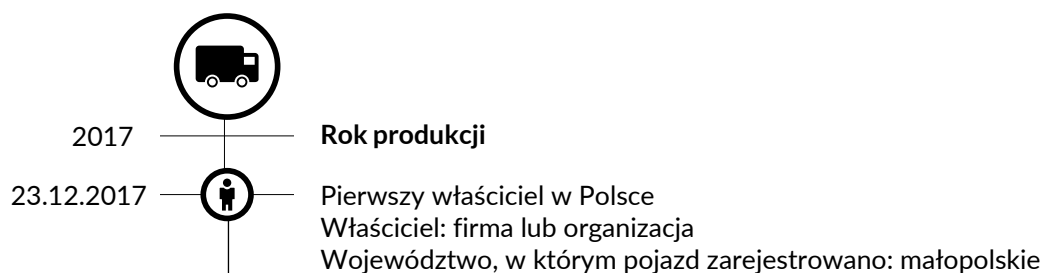 2017 Rok produkcji
23.12.2017 Pierwszy właściciel w Polsce
Właściciel: firma lub organizacja
Województwo, w którym pojazd zarejestrowano: małopolskie